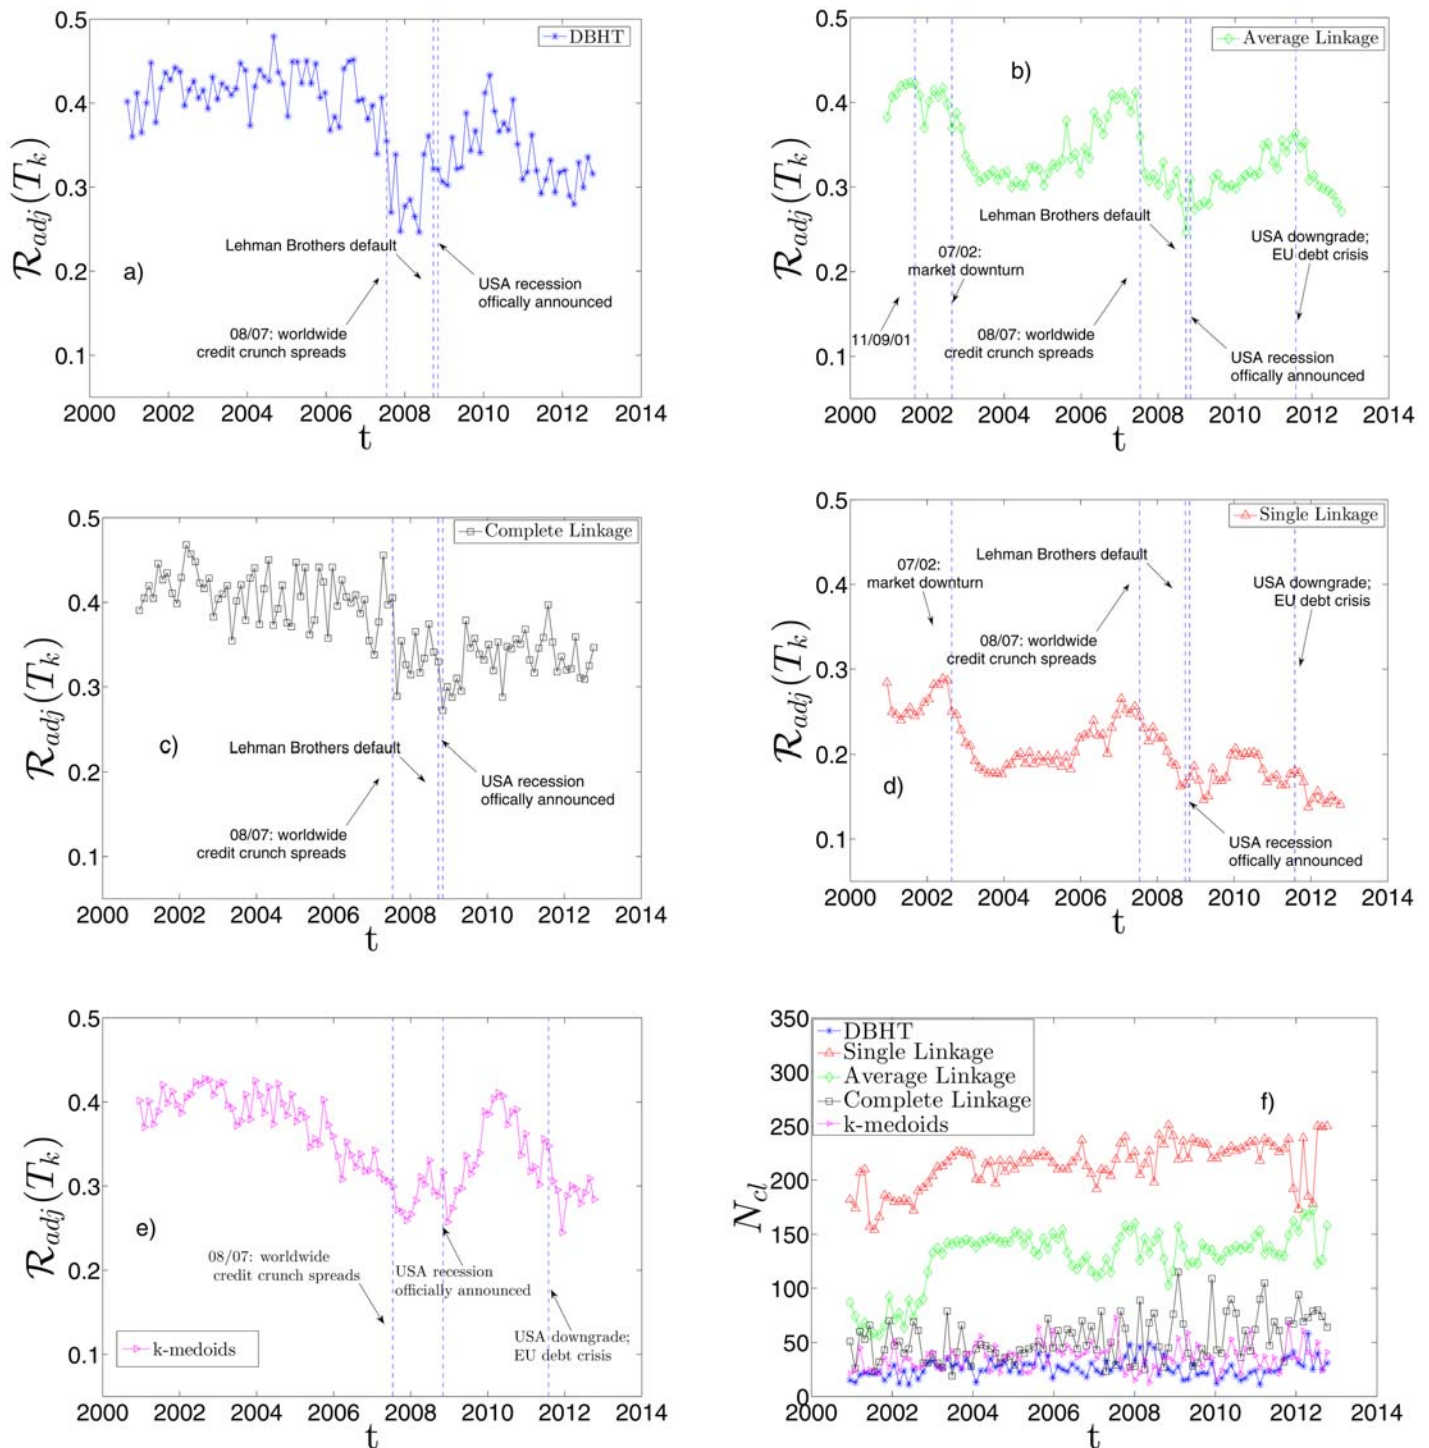 0.5
0.4
0.3
0.2
0.1
R_adj(T_k)
DBHT
a)
Lehman Brothers default
USA recession
offically announced
08/07: worldwide
credit crunch spreads
2000 2002 2004 2006 2008 2010 2012 2014
t
0.5
0.4
0.3
0.2
0.1
R_adj(T_k)
Average Linkage
b)
Lehman Brothers default
07/02:
market downturn
USA downgrade;
EU debt crisis
11/09/01
08/07: worldwide
credit crunch spreads
USA recession
offically announced
2000 2002 2004 2006 2008 2010 2012 2014
t
0.5
0.4
0.3
0.2
0.1
R_adj(T_k)
Complete Linkage
c)
Lehman Brothers default
USA recession
offically announced
08/07: worldwide
credit crunch spreads
2000 2002 2004 2006 2008 2010 2012 2014
t
0.5
0.4
0.3
0.2
0.1
R_adj(T_k)
Single Linkage
Lehman Brothers default
07/02:
market downturn
USA downgrade;
EU debt crisis
08/07: worldwide
credit crunch spreads
d)
USA recession
offically announced
2000 2002 2004 2006 2008 2010 2012 2014
t
0.5
0.4
0.3
0.2
0.1
R_adj(T_k)
e)
08/07: worldwide
credit crunch spreads
USA recession
officially announced
USA downgrade;
EU debt crisis
k-medoids
2000 2002 2004 2006 2008 2010 2012 2014
t
350
300
250
200
150
100
50
0
N_cl
DBHT
Single Linkage
Average Linkage
Complete Linkage
k-medoids
f)
2000 2002 2004 2006 2008 2010 2012 2014
t